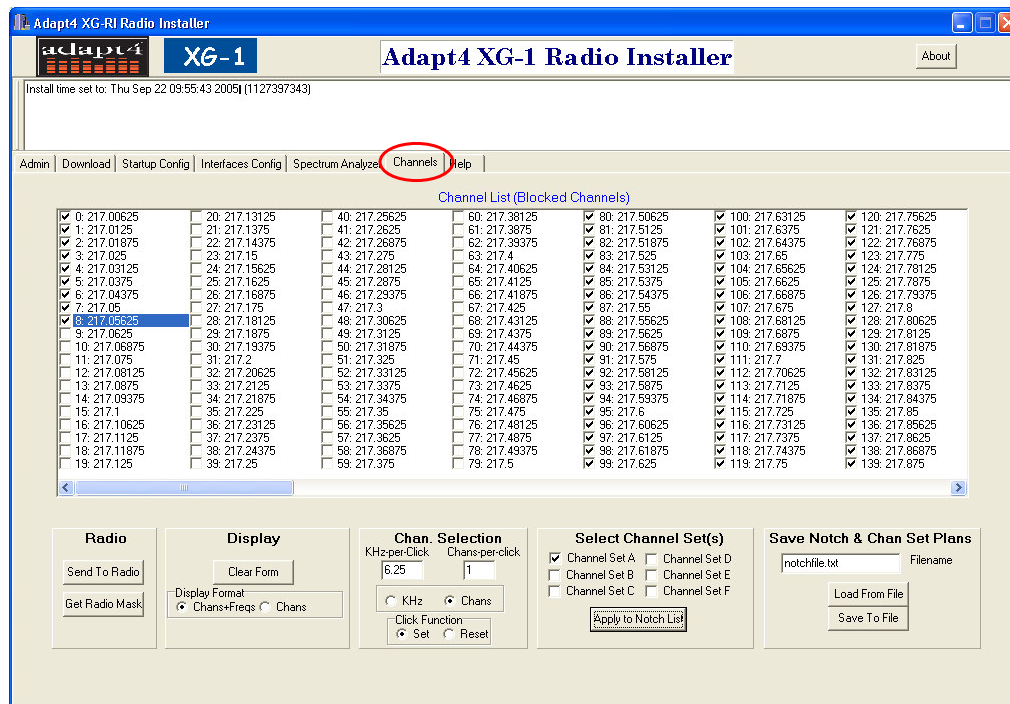 Adapt4 XG-RI Radio Installer
adapt4
XG-1
Adapt4 XG-1 Radio Installer
About
Install time set to: Thu Sep 22 09:55:43 2005 (1127397343)
Admin Download Startup Config Interfaces Config Spectrum Analyze Channels Help
Channel List (Blocked Channels)
0: 217.00625 20: 217.13125 40: 217.25625 60: 217.38125 80: 217.50625 100: 217.63125 120: 217.75625
1: 217.0125 21: 217.1375 41: 217.2625 61: 217.3875 81: 217.5125 101: 217.6375 121: 217.7625
2: 217.01875 22: 217.14375 42: 217.26875 62: 217.39375 82: 217.51875 102: 217.64375 122: 217.76875
3: 217.025 23: 217.15 43: 217.275 63: 217.4 83: 217.525 103: 217.65 123: 217.775
4: 217.03125 24: 217.15625 44: 217.28125 64: 217.40625 84: 217.53125 104: 217.65625 124: 217.78125
5: 217.0375 25: 217.1625 45: 217.2875 65: 217.4125 85: 217.5375 105: 217.6625 125: 217.7875
6: 217.04375 26: 217.16875 46: 217.29375 66: 217.41875 86: 217.54375 106: 217.66875 126: 217.79375
7: 217.05 27: 217.175 47: 217.3 67: 217.425 87: 217.55 107: 217.675 127: 217.8
8: 217.05625 28: 217.18125 48: 217.30625 68: 217.43125 88: 217.55625 108: 217.68125 128: 217.80625
9: 217.0625 29: 217.1875 49: 217.3125 69: 217.4375 89: 217.5625 109: 217.6875 129: 217.8125
10: 217.06875 30: 217.19375 50: 217.31875 70: 217.44375 90: 217.56875 110: 217.69375 130: 217.81875
11: 217.075 31: 217.2 51: 217.325 71: 217.45 91: 217.575 111: 217.7 131: 217.825
12: 217.08125 32: 217.20625 52: 217.33125 72: 217.45625 92: 217.58125 112: 217.70625 132: 217.83125
13: 217.0875 33: 217.2125 53: 217.3375 73: 217.4625 93: 217.5875 113: 217.7125 133: 217.8375
14: 217.09375 34: 217.21875 54: 217.34375 74: 217.46875 94: 217.59375 114: 217.71875 134: 217.84375
15: 217.1 35: 217.225 55: 217.35 75: 217.475 95: 217.6 115: 217.725 135: 217.85
16: 217.10625 36: 217.23125 56: 217.35625 76: 217.48125 96: 217.60625 116: 217.73125 136: 217.85625
17: 217.1125 37: 217.2375 57: 217.3625 77: 217.4875 97: 217.6125 117: 217.7375 137: 217.8625
18: 217.11875 38: 217.24375 58: 217.36875 78: 217.49375 98: 217.61875 118: 217.74375 138: 217.86875
19: 217.125 39: 217.25 59: 217.375 79: 217.5 99: 217.625 119: 217.75 139: 217.875
Radio
Send To Radio
Get Radio Mask
Display
Clear Form
Display Format
Chans+Freqs Chans
Chan. Selection
KHz-per-Click Chans-per-click
6.25 1
KHz Chans
Click Function
Set Reset
Select Channel Set(s)
Channel Set A Channel Set D
Channel Set B Channel Set E
Channel Set C Channel Set F
Apply to Notch List
Save Notch & Chan Set Plans
notchfile.txt Filename
Load From File
Save To File